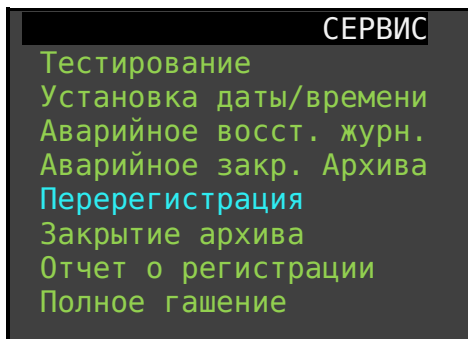 СЕРВИС
Тестирование
Установка даты/времени
Аварийное восст. журн.
Аварийное закр. Архива
Перерегистрация
Закрытие архива
Отчет о регистрации
Полное гашение